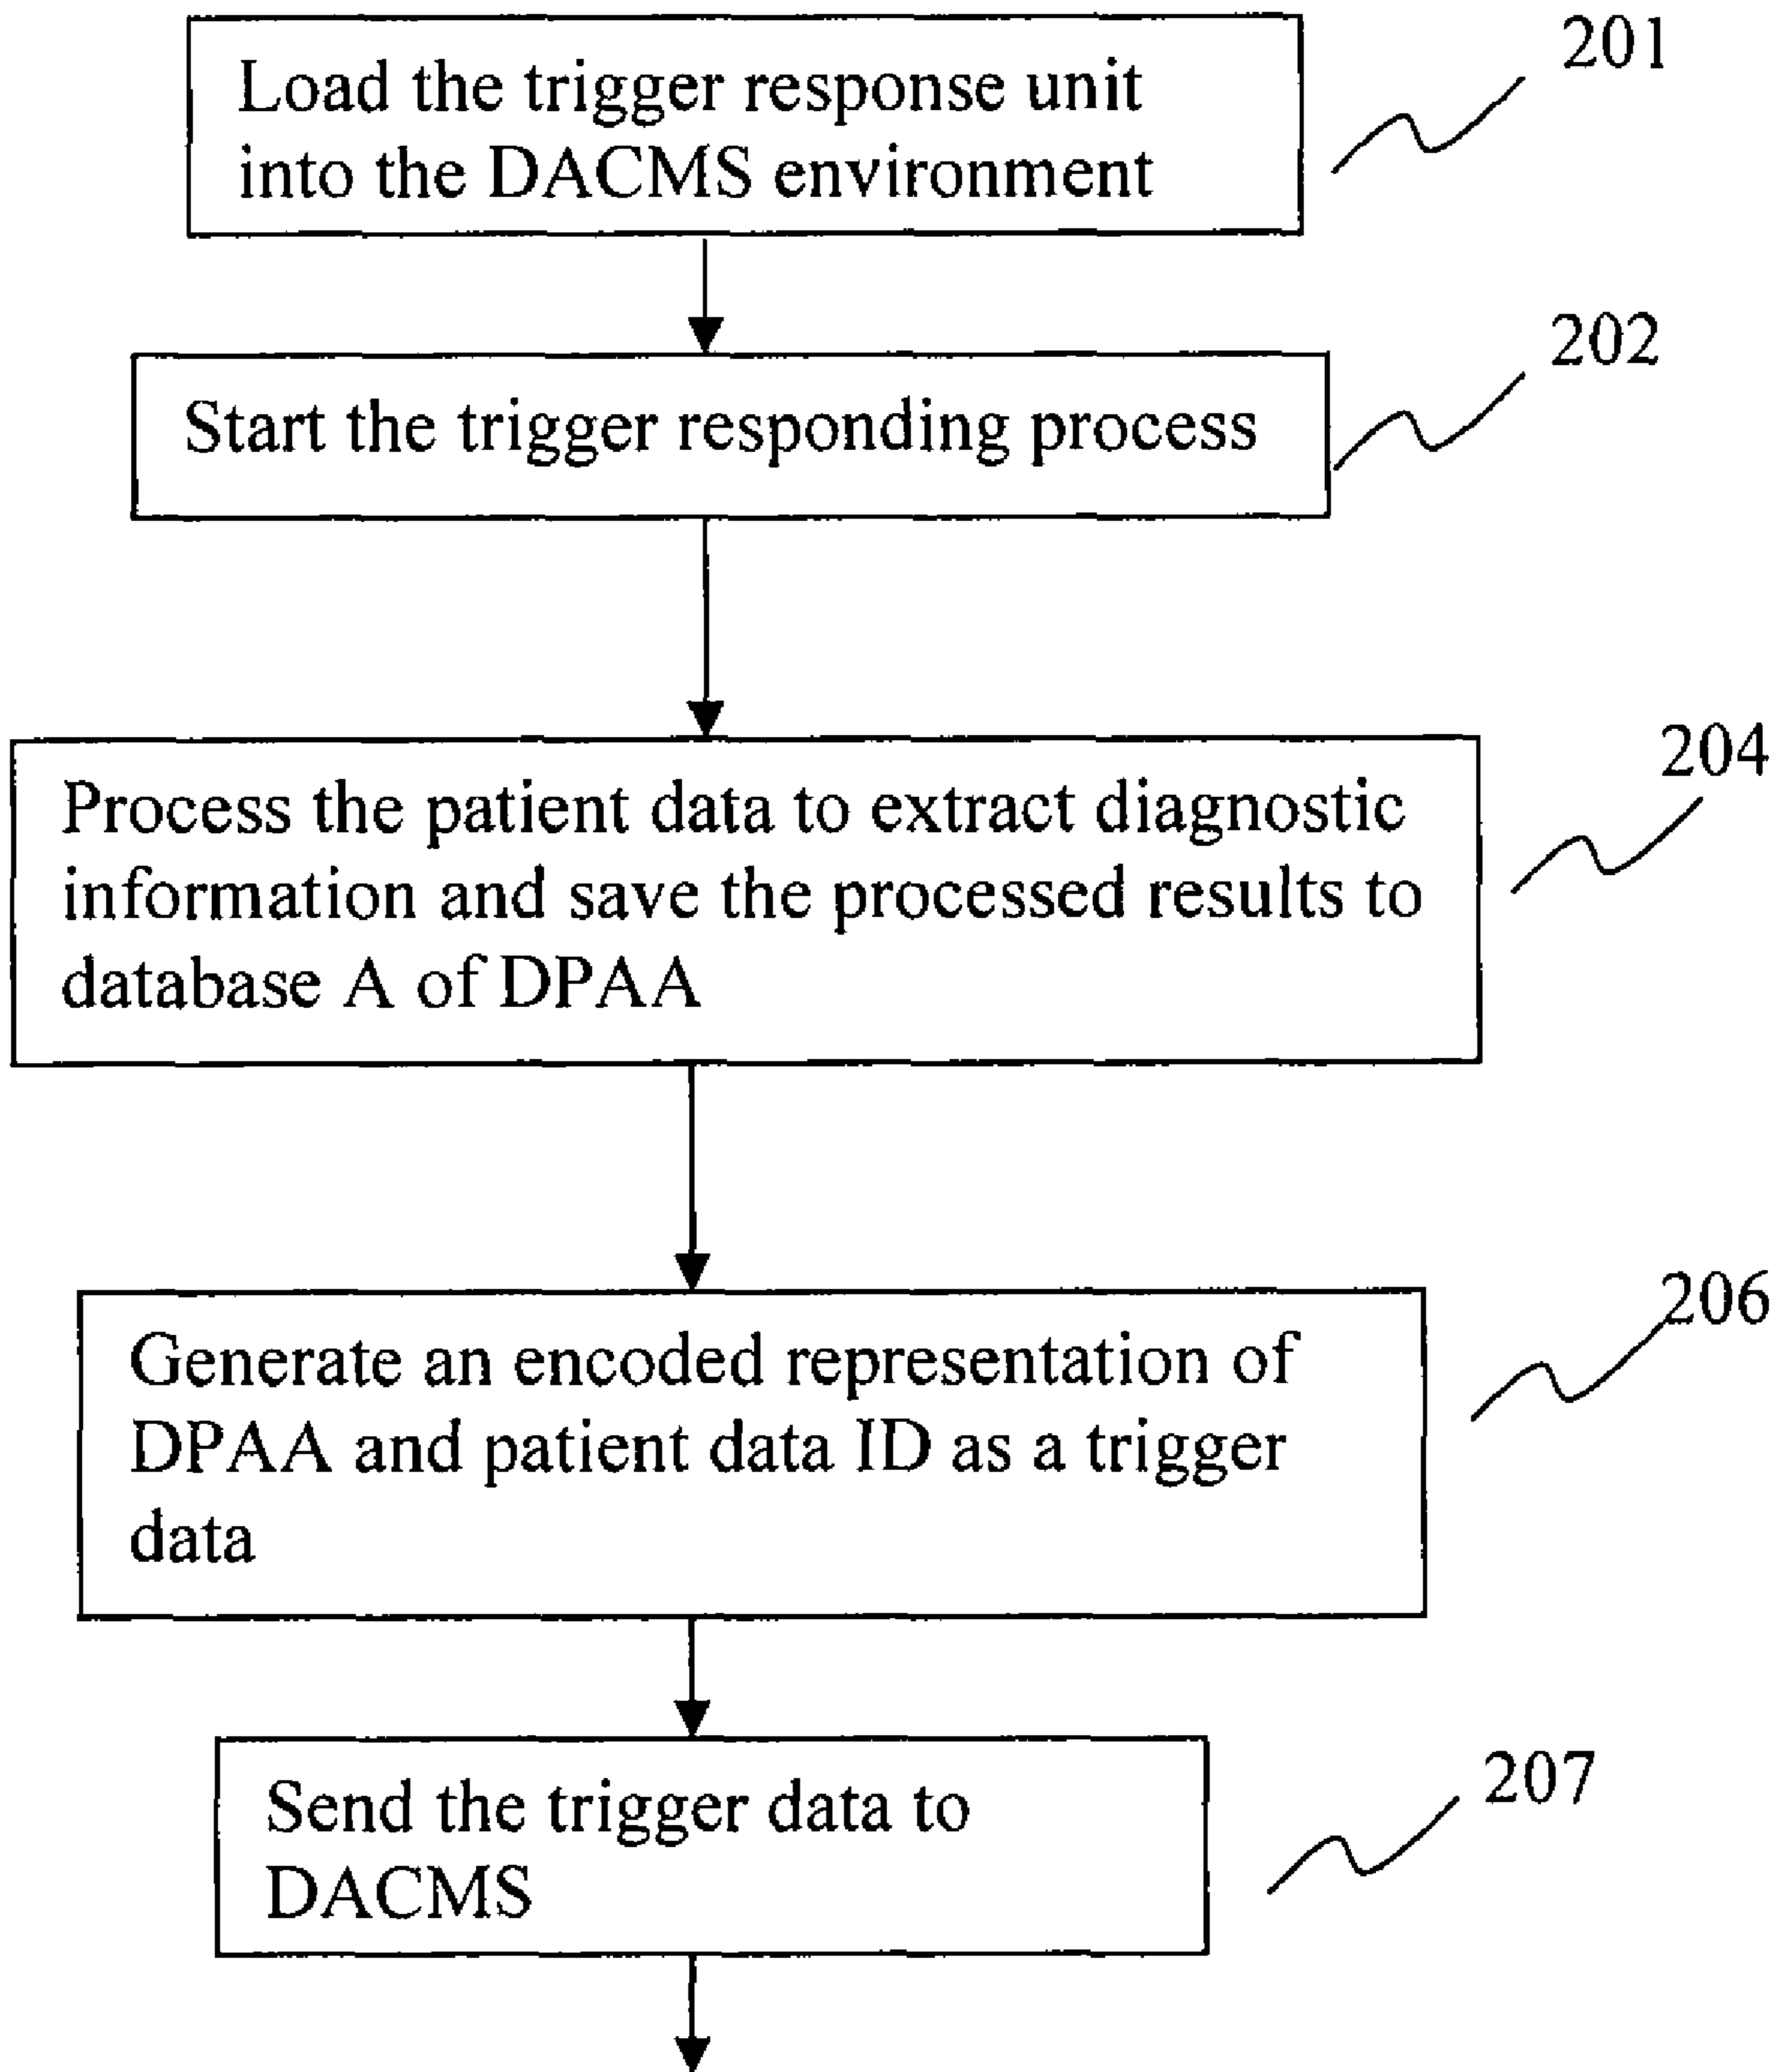 Load the trigger response unit
into the DACMS environment
201
Start the trigger responding process
202
Process the patient data to extract diagnostic
information and save the processed results to
database A of DPAA
204
Generate an encoded representation of
DPAA and patient data ID as a trigger
data
206
Send the trigger data to
DACMS
207